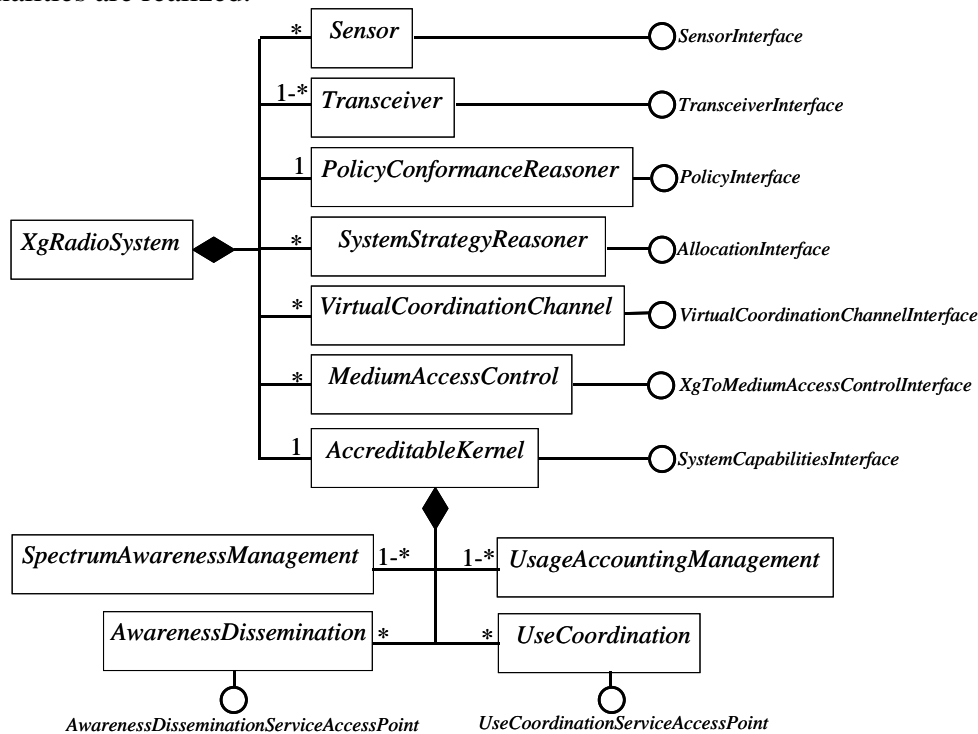 * Sensor SensorInterface
1-* Transceiver TransceiverInterface
1 PolicyConformanceReasoner PolicyInterface
XgRadioSystem * SystemStrategyReasoner AllocationInterface
* VirtualCoordinationChannel VirtualCoordinationChannelInterface
* MediumAccessControl XgToMediumAccessControlInterface
1 AccreditableKernel SystemCapabilitiesInterface
SpectrumAwarenessManagement 1-* 1-* UsageAccountingManagement
AwarenessDissemination * * UseCoordination
AwarenessDisseminationServiceAccessPoint UseCoordinationServiceAccessPoint